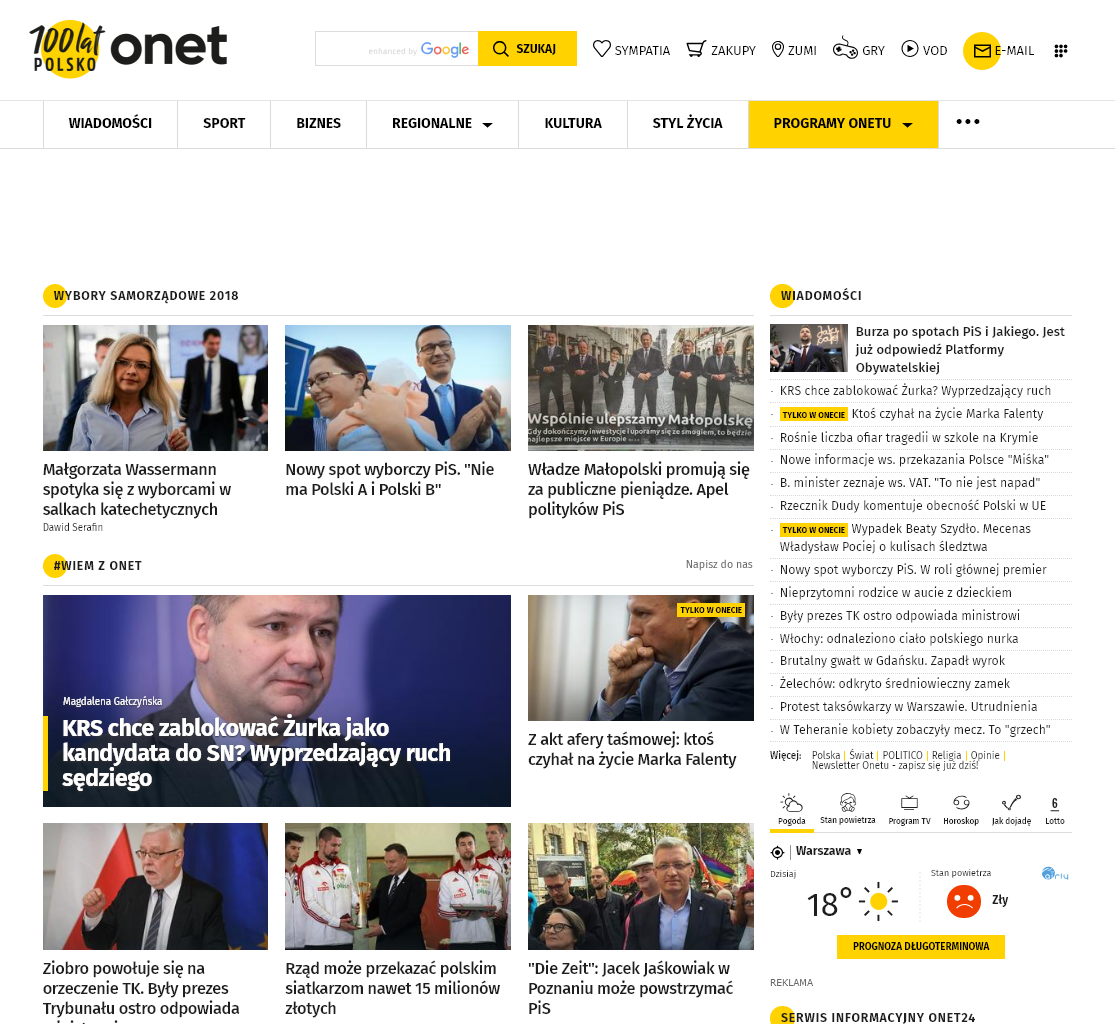 100 lat
POLSKO
onet
enhanced by Google
SZUKAJ
SYMPATIA
ZAKUPY
ZUMI
GRY
VOD
E-MAIL
WIADOMOŚCI
SPORT
BIZNES
REGIONALNE
KULTURA
STYL ŻYCIA
PROGRAMY ONETU
WYBORY SAMORZĄDOWE 2018
Wspólnie ulepszamy Małopolskę
Gdy dokończymy inwestycje i uporamy się ze smogiem, to będzie
najlepsze miejsce w Europie
Małgorzata Wassermann
spotyka się z wyborcami w
salkach katechetycznych
Dawid Serafin
Nowy spot wyborczy PiS. "Nie
ma Polski A i Polski B"
Władze Małopolski promują się
za publiczne pieniądze. Apel
polityków PiS
#WIEM Z ONET
Napisz do nas
Magdalena Gałczyńska
KRS chce zablokować Żurka jako
kandydata do SN? Wyprzedzający ruch
sędziego
TYLKO W ONECIE
Z akt afery taśmowej: ktoś
czyhał na życie Marka Falenty
Ziobro powołuje się na
orzeczenie TK. Były prezes
Trybunału ostro odpowiada
Rząd może przekazać polskim
siatkarzom nawet 15 milionów
złotych
"Die Zeit": Jacek Jaśkowiak w
Poznaniu może powstrzymać
PiS
WIADOMOŚCI
Burza po spotach PiS i Jakiego. Jest
już odpowiedź Platformy
Obywatelskiej
· KRS chce zablokować Żurka? Wyprzedzający ruch
· TYLKO W ONECIE Ktoś czyhał na życie Marka Falenty
· Rośnie liczba ofiar tragedii w szkole na Krymie
· Nowe informacje ws. przekazania Polsce "Miśka"
· B. minister zeznaje ws. VAT. "To nie jest napad"
· Rzecznik Dudy komentuje obecność Polski w UE
· TYLKO W ONECIE Wypadek Beaty Szydło. Mecenas
Władysław Pociej o kulisach śledztwa
· Nowy spot wyborczy PiS. W roli głównej premier
· Nieprzytomni rodzice w aucie z dzieckiem
· Były prezes TK ostro odpowiada ministrowi
· Włochy: odnaleziono ciało polskiego nurka
· Brutalny gwałt w Gdańsku. Zapadł wyrok
· Żelechów: odkryto średniowieczny zamek
· Protest taksówkarzy w Warszawie. Utrudnienia
· W Teheranie kobiety zobaczyły mecz. To "grzech"
Więcej: Polska | Świat | POLITICO | Religia | Opinie |
Newsletter Onetu - zapisz się już dziś!
Pogoda
Stan powietrza
Program TV
Horoskop
Jak dojadę
6
Lotto
Warszawa
Dzisiaj
18°
Stan powietrza
Zły
PROGNOZA DŁUGOTERMINOWA
REKLAMA
SERWIS INFORMACYJNY ONET24